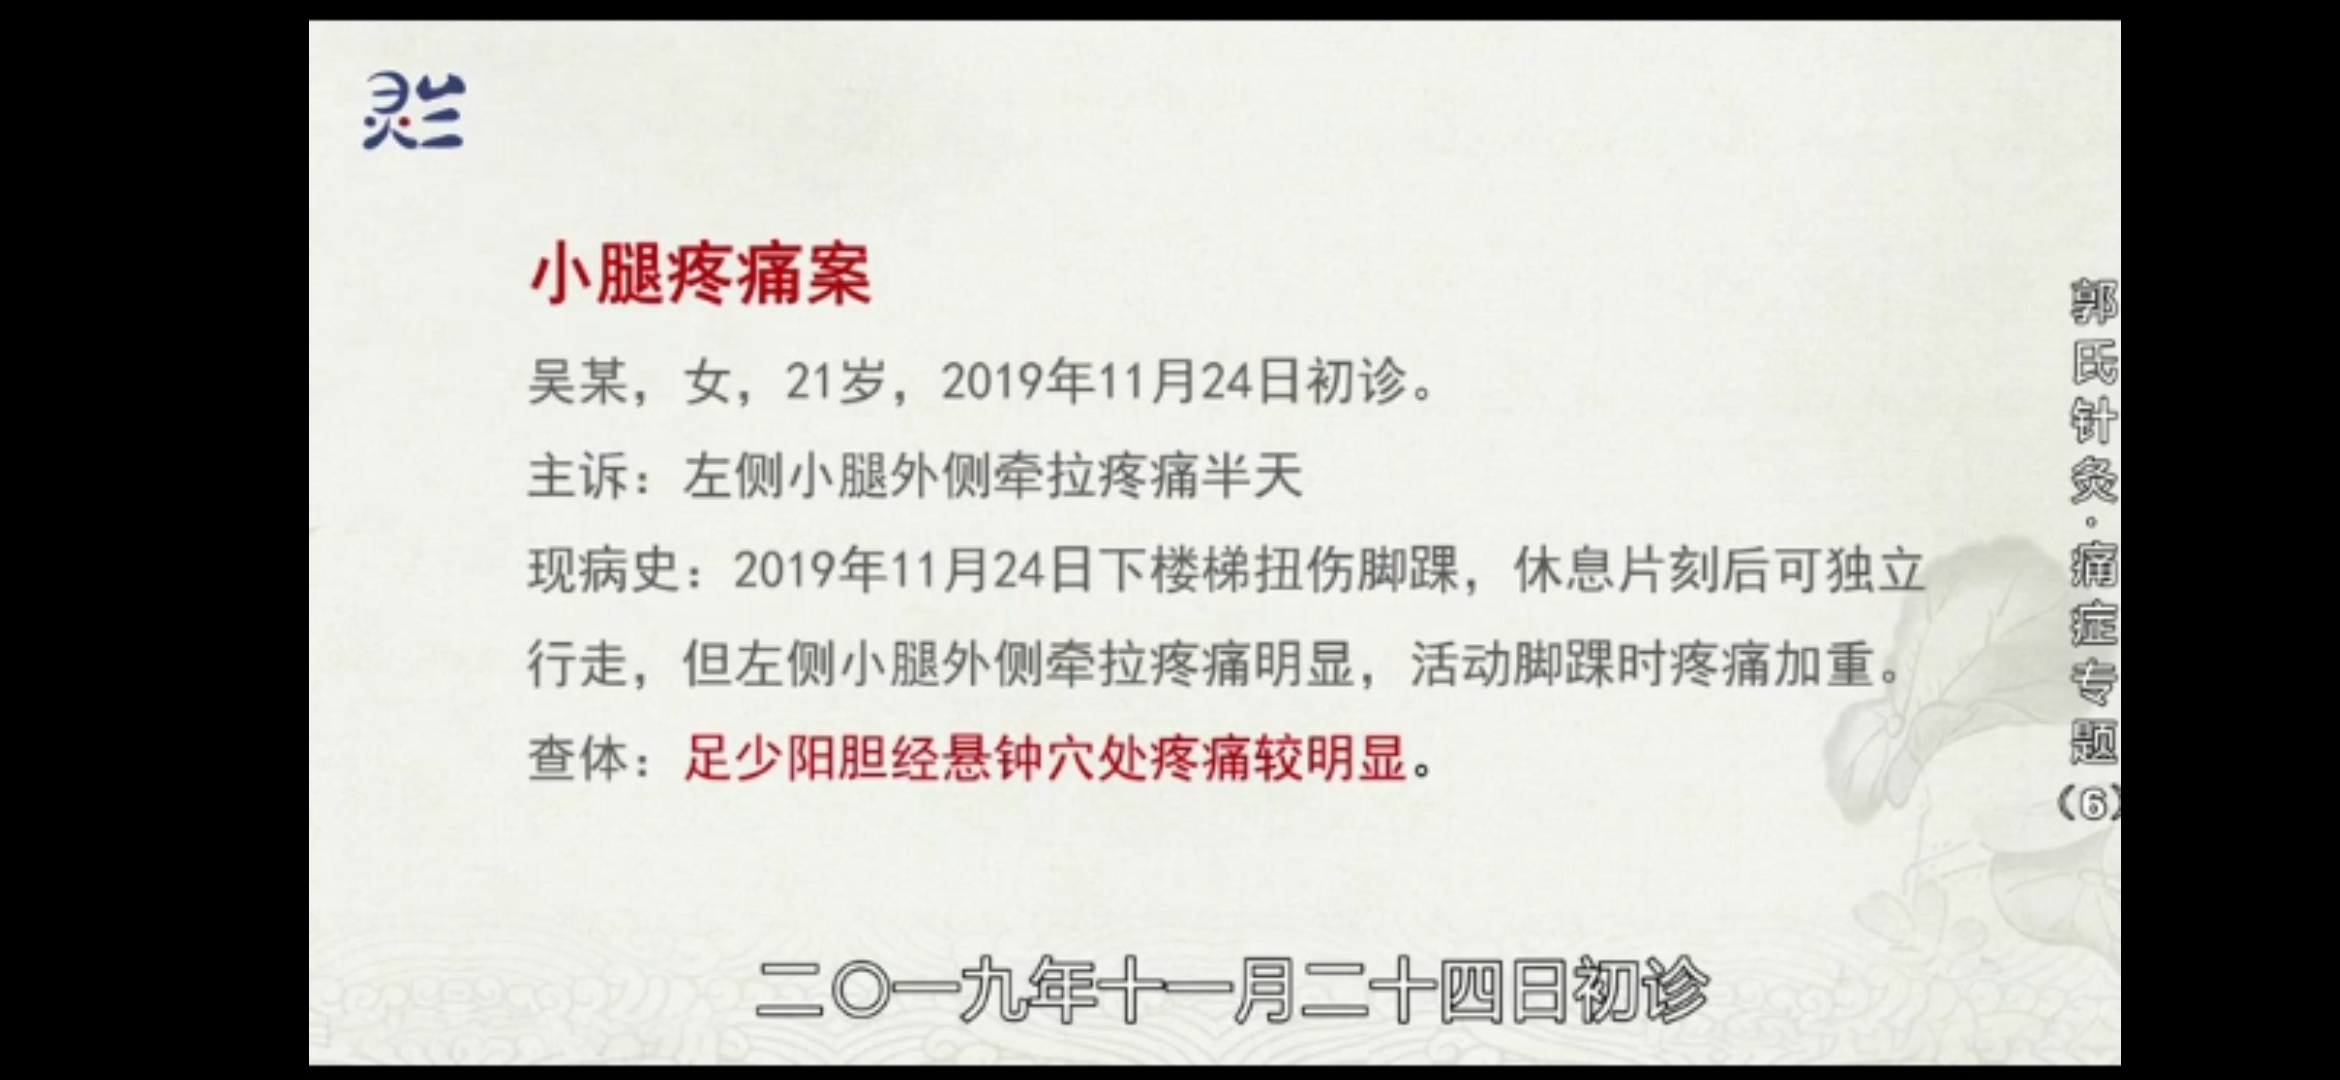 灵兰
小腿疼痛案
吴某，女，21岁，2019年11月24日初诊。
主诉：左侧小腿外侧牵拉疼痛半天
现病史：2019年11月24日下楼梯扭伤脚踝，休息片刻后可独立
行走，但左侧小腿外侧牵拉疼痛明显，活动脚踝时疼痛加重。
查体：足少阳胆经悬钟穴处疼痛较明显。
郭氏针灸·痛症专题（6）
二〇一九年十一月二十四日初诊